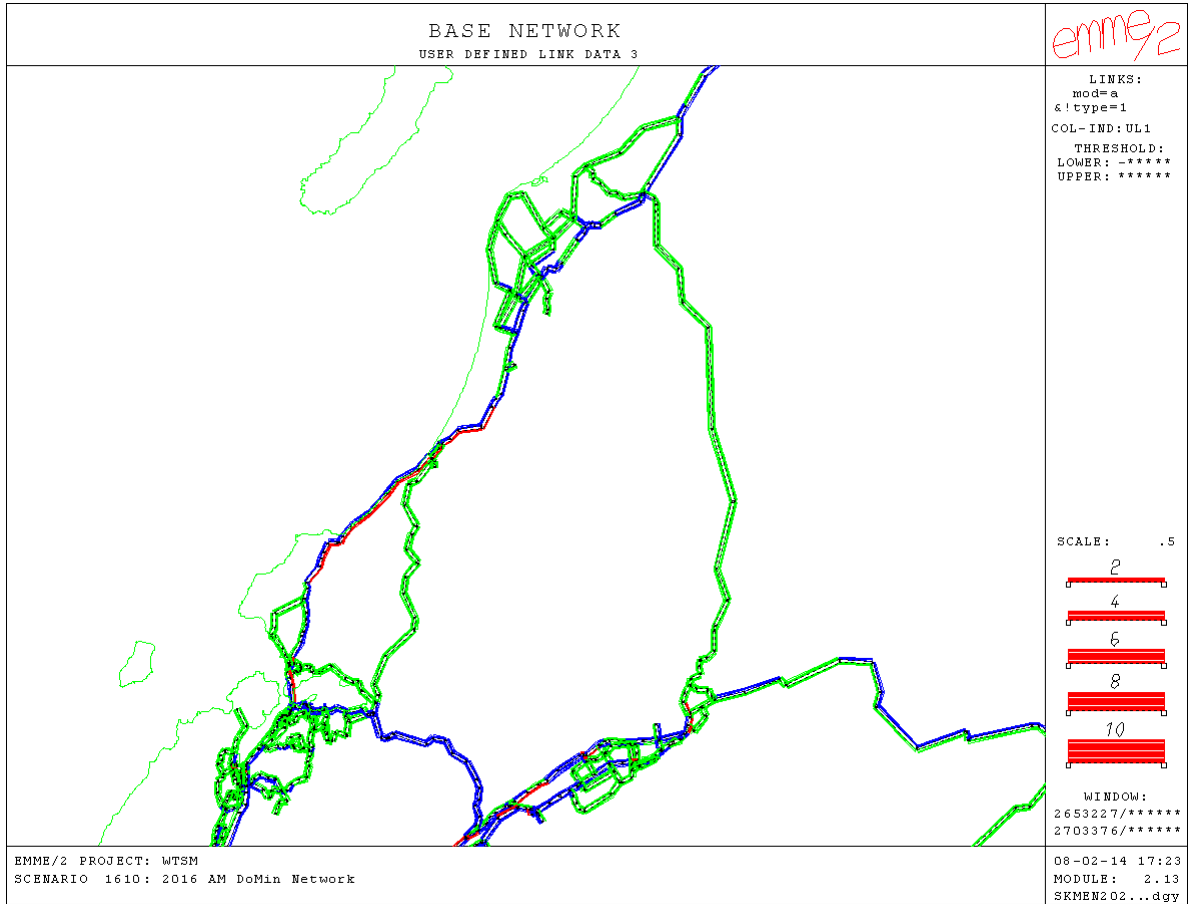 BASE NETWORK
USER DEFINED LINK DATA 3
emme/2
LINKS:
mod=a
&!type=1
COL-IND:UL1
THRESHOLD:
LOWER: -*****
UPPER: ******
SCALE: .5
2
4
6
8
10
WINDOW:
2653227/******
2703376/******
EMME/2 PROJECT: WTSM
SCENARIO 1610: 2016 AM DoMin Network
08-02-14 17:23
MODULE: 2.13
SKMEN202...dgy